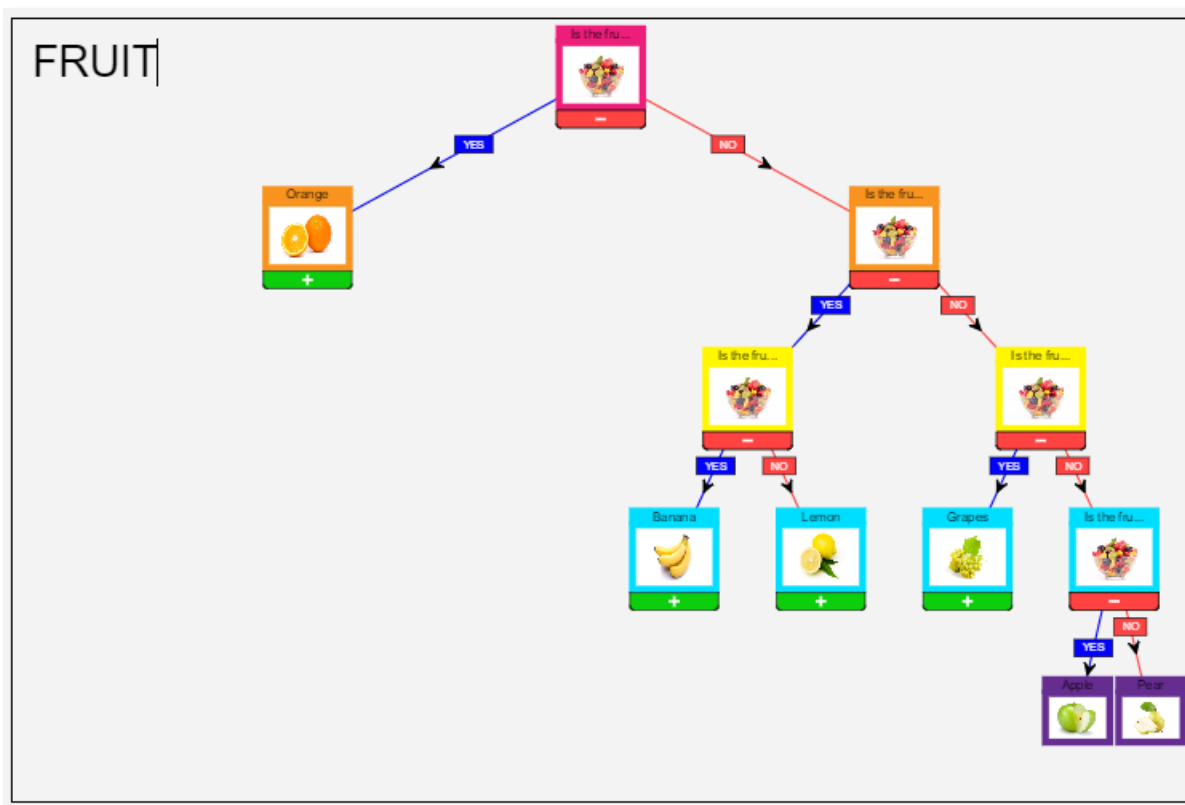 FRUIT
Is the fru...
YES
NO
Orange
Is the fru...
YES
NO
Is the fru...
Is the fru...
YES
NO
YES
NO
Banana
Lemon
Grapes
Is the fru...
YES
NO
Apple
Pear